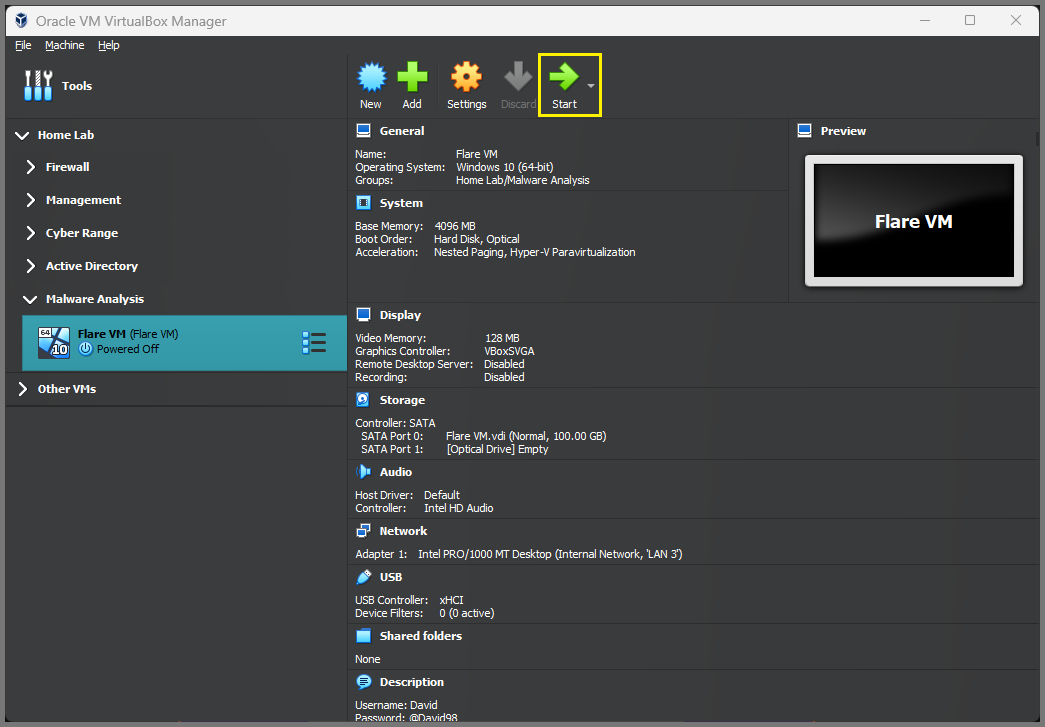 Oracle VM VirtualBox Manager
File Machine Help
Tools
New Add Settings Discard Start
Home Lab
Firewall
Management
Cyber Range
Active Directory
Malware Analysis
64
10
Flare VM (Flare VM)
Powered Off
Other VMs
General
Name: Flare VM
Operating System: Windows 10 (64-bit)
Groups: Home Lab/Malware Analysis
Preview
Flare VM
System
Base Memory: 4096 MB
Boot Order: Hard Disk, Optical
Acceleration: Nested Paging, Hyper-V Paravirtualization
Display
Video Memory: 128 MB
Graphics Controller: VBoxSVGA
Remote Desktop Server: Disabled
Recording: Disabled
Storage
Controller: SATA
SATA Port 0: Flare VM.vdi (Normal, 100.00 GB)
SATA Port 1: [Optical Drive] Empty
Audio
Host Driver: Default
Controller: Intel HD Audio
Network
Adapter 1: Intel PRO/1000 MT Desktop (Internal Network, 'LAN 3')
USB
USB Controller: xHCI
Device Filters: 0 (0 active)
Shared folders
None
Description
Username: David
Password: @David98